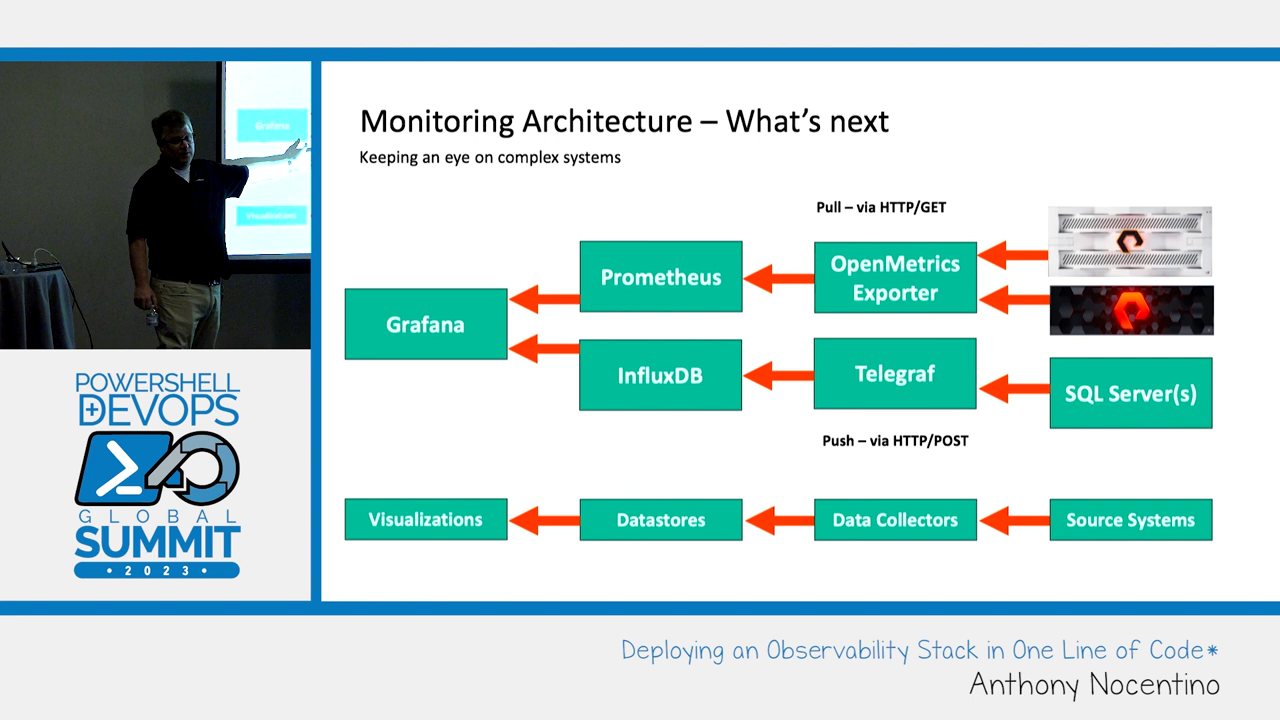 Grafana
Visualizations
POWERSHELL
+DEVOPS
GLOBAL
SUMMIT
• 2023 •
Monitoring Architecture – What's next
Keeping an eye on complex systems
Pull – via HTTP/GET
Grafana
Prometheus
OpenMetrics
Exporter
InfluxDB
Telegraf
SQL Server(s)
Push – via HTTP/POST
Visualizations
Datastores
Data Collectors
Source Systems
Deploying an Observability Stack in One Line of Code*
Anthony Nocentino